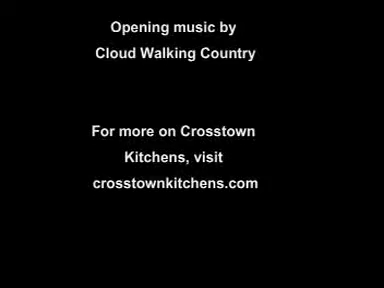 Opening music by
Cloud Walking Country
For more on Crosstown
Kitchens, visit
crosstownkitchens.com